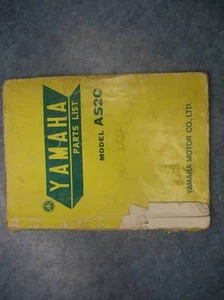 YAMAHA
PARTS LIST
MODEL AS2C
YAMAHA MOTOR CO., LTD.